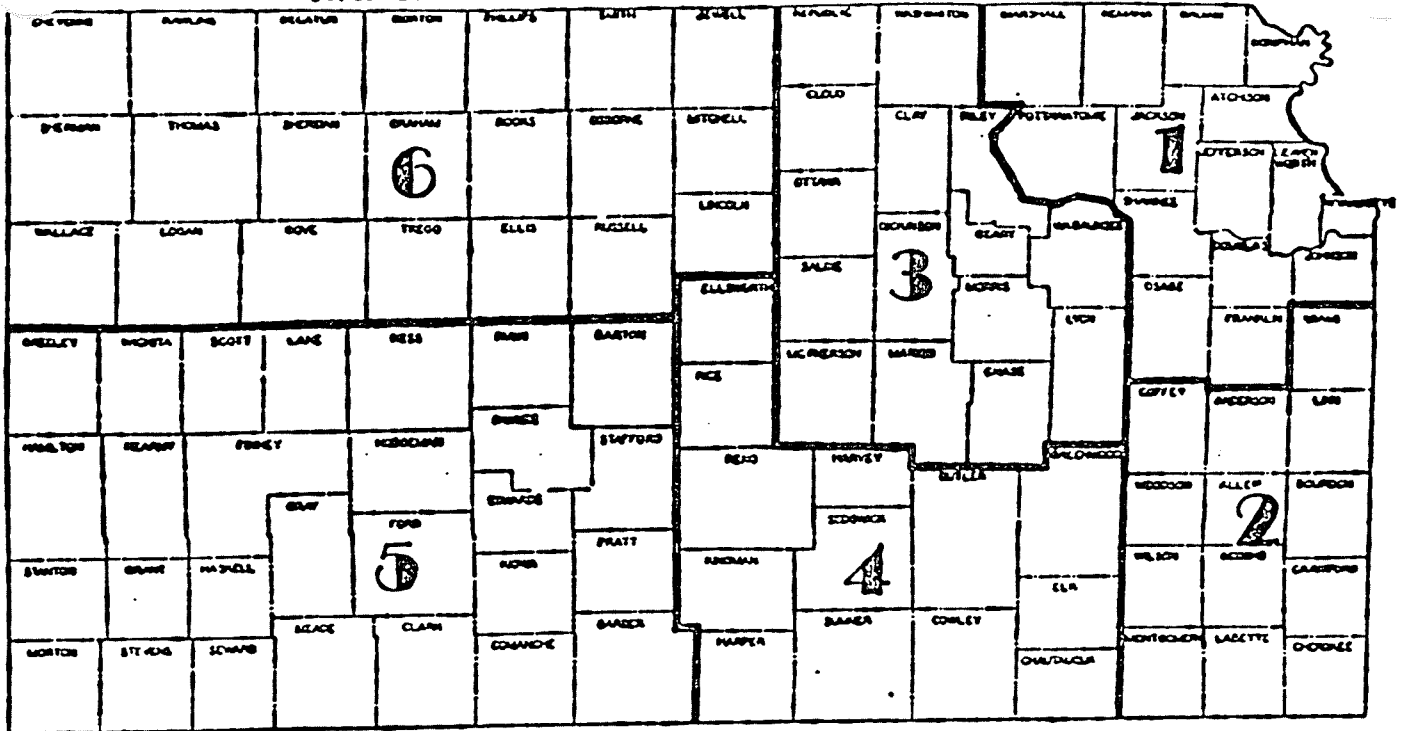 CHEYENNE RAWLINS DECATUR NORTON PHILLIPS SMITH JEWELL REPUBLIC WASHINGTON MARSHALL NEMAHA BROWN
DONIPHAN
CLOUD ATCHISON
SHERMAN THOMAS SHERIDAN GRAHAM ROOKS OSBORNE MITCHELL CLAY RILEY POTTAWATOMIE JACKSON
6 1 JEFFERSON LEAVEN
WORTH
OTTAWA
LINCOLN SHAWNEE WYANDOTTE
WALLACE LOGAN GOVE TREGO ELLIS RUSSELL DICKINSON GEARY WABAUNSEE
DOUGLAS JOHNSON
SALINE 3
ELLSWORTH MORRIS OSAGE
LYON FRANKLIN MIAMI
GREELEY WICHITA SCOTT LANE NESS RUSH BARTON MC PHERSON MARION
RICE CHASE
COFFEY ANDERSON LINN
HAMILTON KEARNY FINNEY HODGEMAN PAWNEE STAFFORD
RENO HARVEY GREENWOOD
BUTLER
WOODSON ALLEN BOURDON
GRAY EDWARDS
FORD SEDGWICK 2
PRATT
5 4
STANTON GRANT HASKELL KIOWA KINGMAN WILSON NEOSHO
CRAWFORD
ELK
MEADE CLARK BARBER SUMNER COWLEY
MORTON STEVENS SEWARD COMANCHE HARPER MONTGOMERY LABETTE CHEROKEE
CHAUTAUQUA